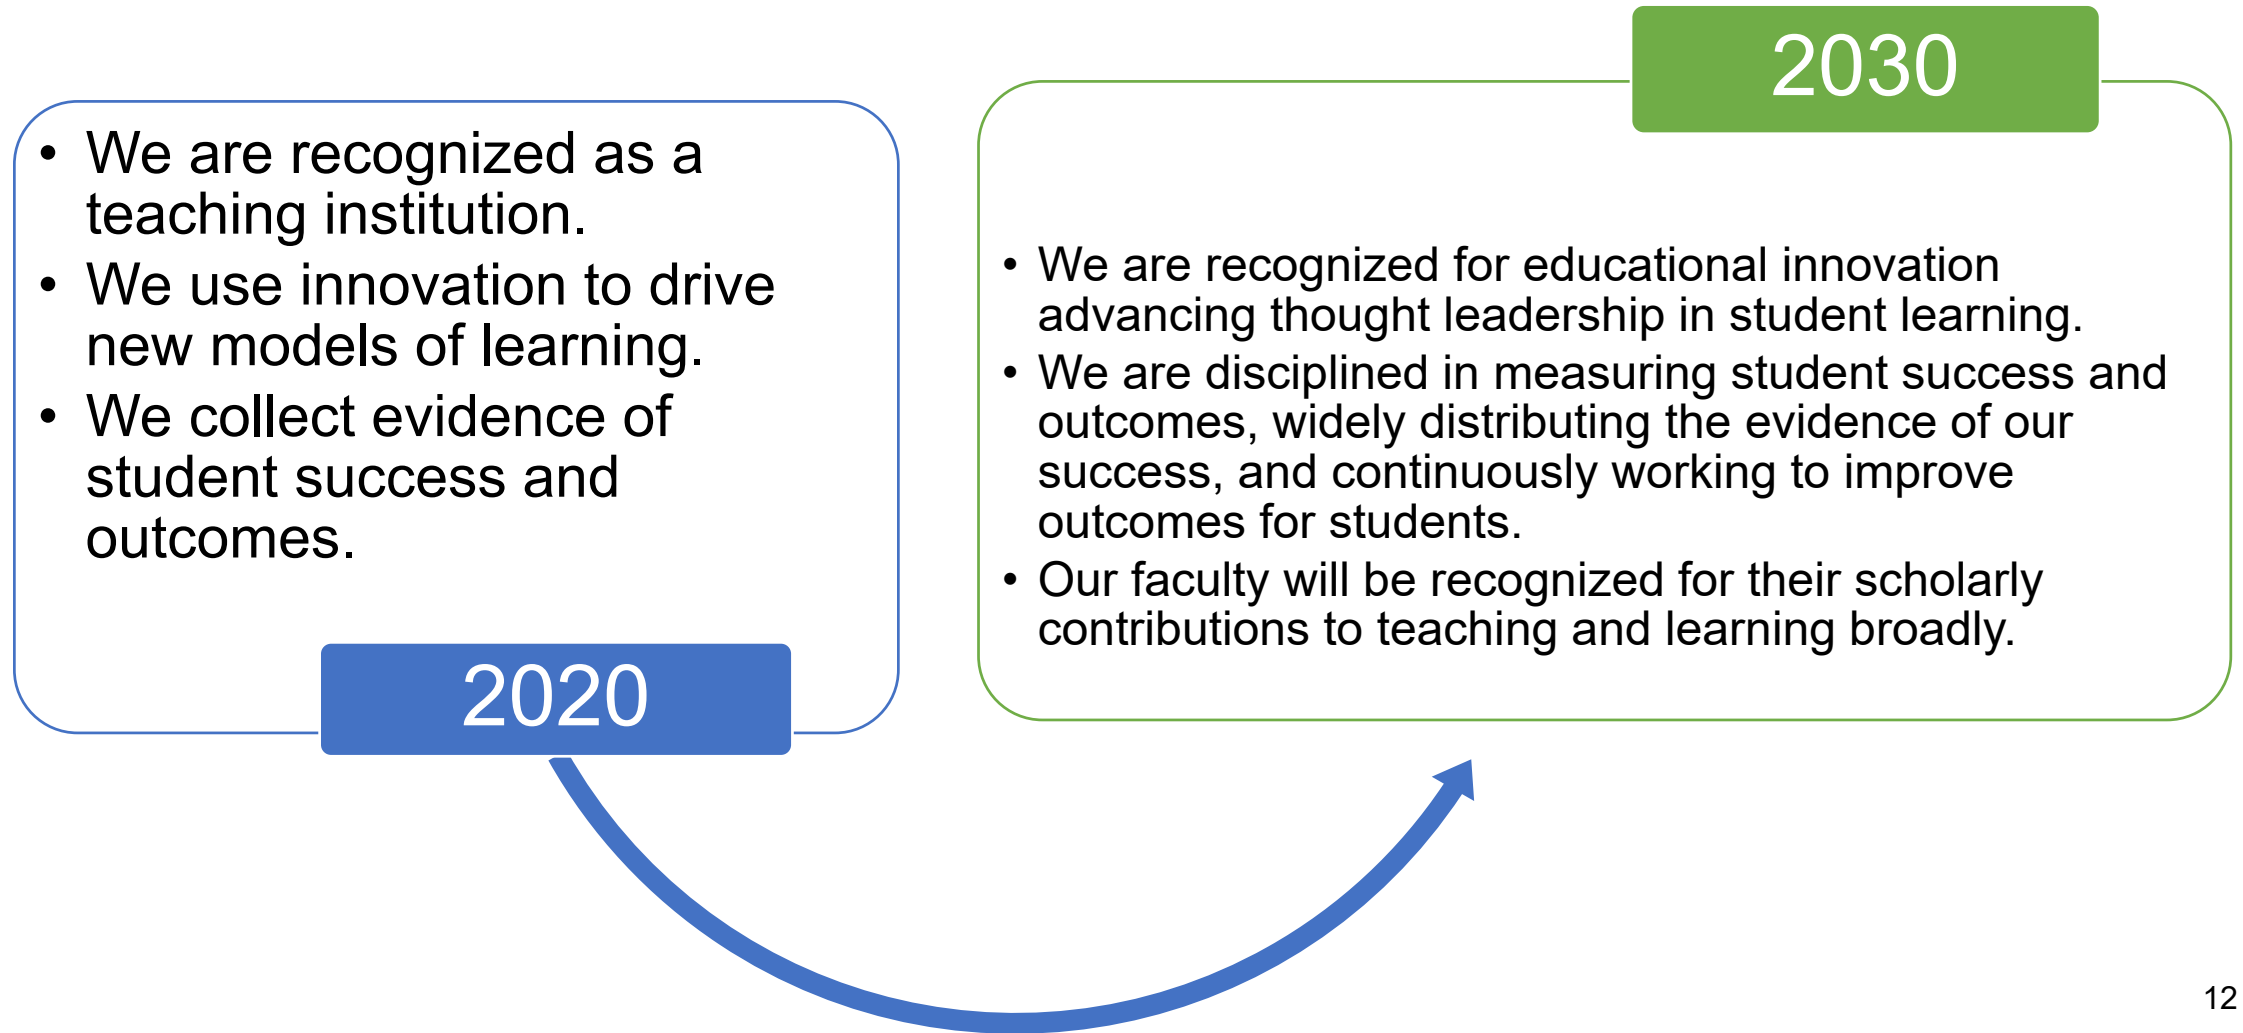 • We are recognized as a
teaching institution.
• We use innovation to drive
new models of learning.
• We collect evidence of
student success and
outcomes.
2020
2030
• We are recognized for educational innovation
advancing thought leadership in student learning.
• We are disciplined in measuring student success and
outcomes, widely distributing the evidence of our
success, and continuously working to improve
outcomes for students.
• Our faculty will be recognized for their scholarly
contributions to teaching and learning broadly.
12